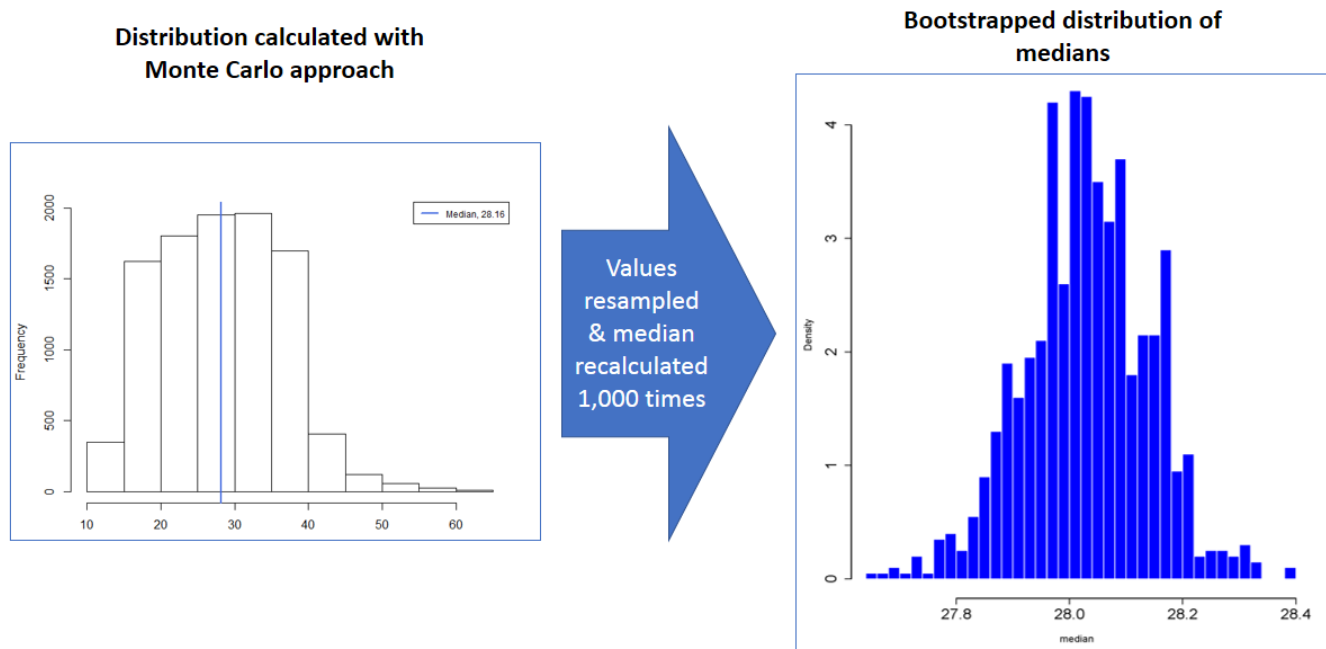 Distribution calculated with
Monte Carlo approach
Frequency
2000
1500
1000
500
0
Median, 28.16
10 20 30 40 50 60
Values
resampled
& median
recalculated
1,000 times
Bootstrapped distribution of
medians
Density
4
3
2
1
0
27.8 28.0 28.2 28.4
median